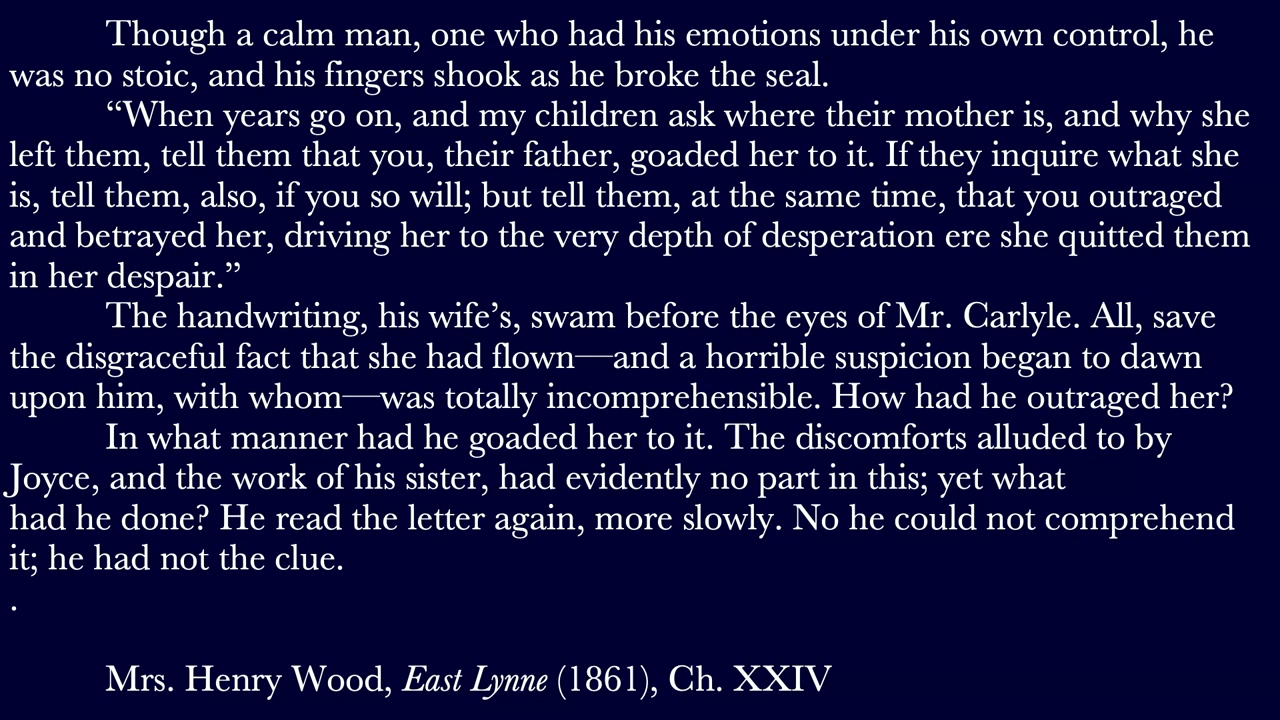 Though a calm man, one who had his emotions under his own control, he
was no stoic, and his fingers shook as he broke the seal.
“When years go on, and my children ask where their mother is, and why she
left them, tell them that you, their father, goaded her to it. If they inquire what she
is, tell them, also, if you so will; but tell them, at the same time, that you outraged
and betrayed her, driving her to the very depth of desperation ere she quitted them
in her despair.”
The handwriting, his wife’s, swam before the eyes of Mr. Carlyle. All, save
the disgraceful fact that she had flown—and a horrible suspicion began to dawn
upon him, with whom—was totally incomprehensible. How had he outraged her?
In what manner had he goaded her to it. The discomforts alluded to by
Joyce, and the work of his sister, had evidently no part in this; yet what
had he done? He read the letter again, more slowly. No he could not comprehend
it; he had not the clue.
.
Mrs. Henry Wood, East Lynne (1861), Ch. XXIV